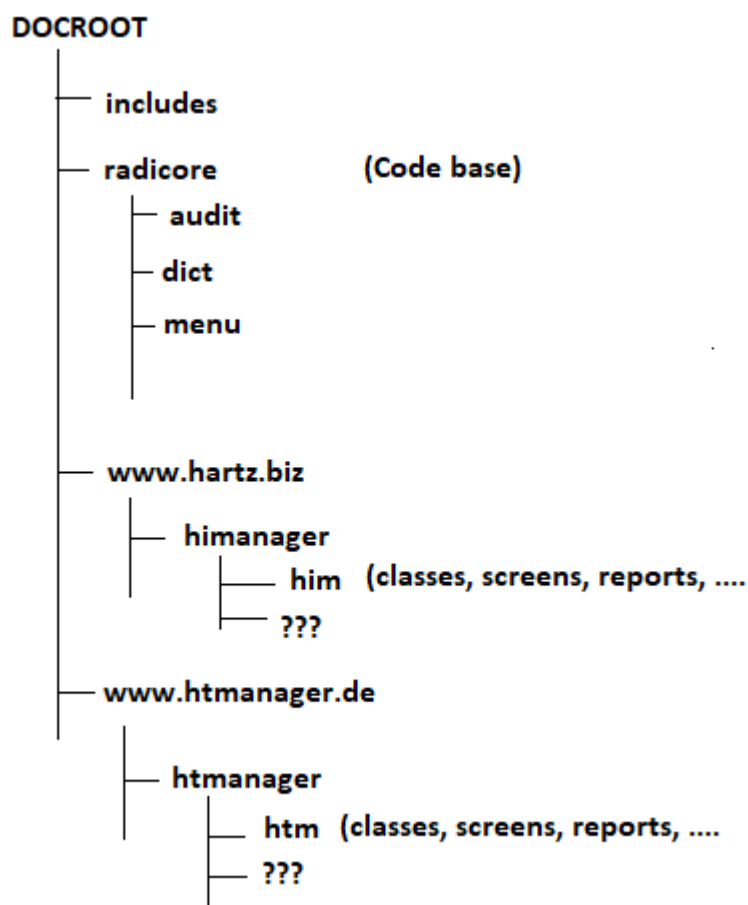 DOCROOT
includes
radicore (Code base)
audit
dict
menu
www.hartz.biz
himanager
him (classes, screens, reports, ....
???
www.htmanager.de
htmanager
htm (classes, screens, reports, ....
???